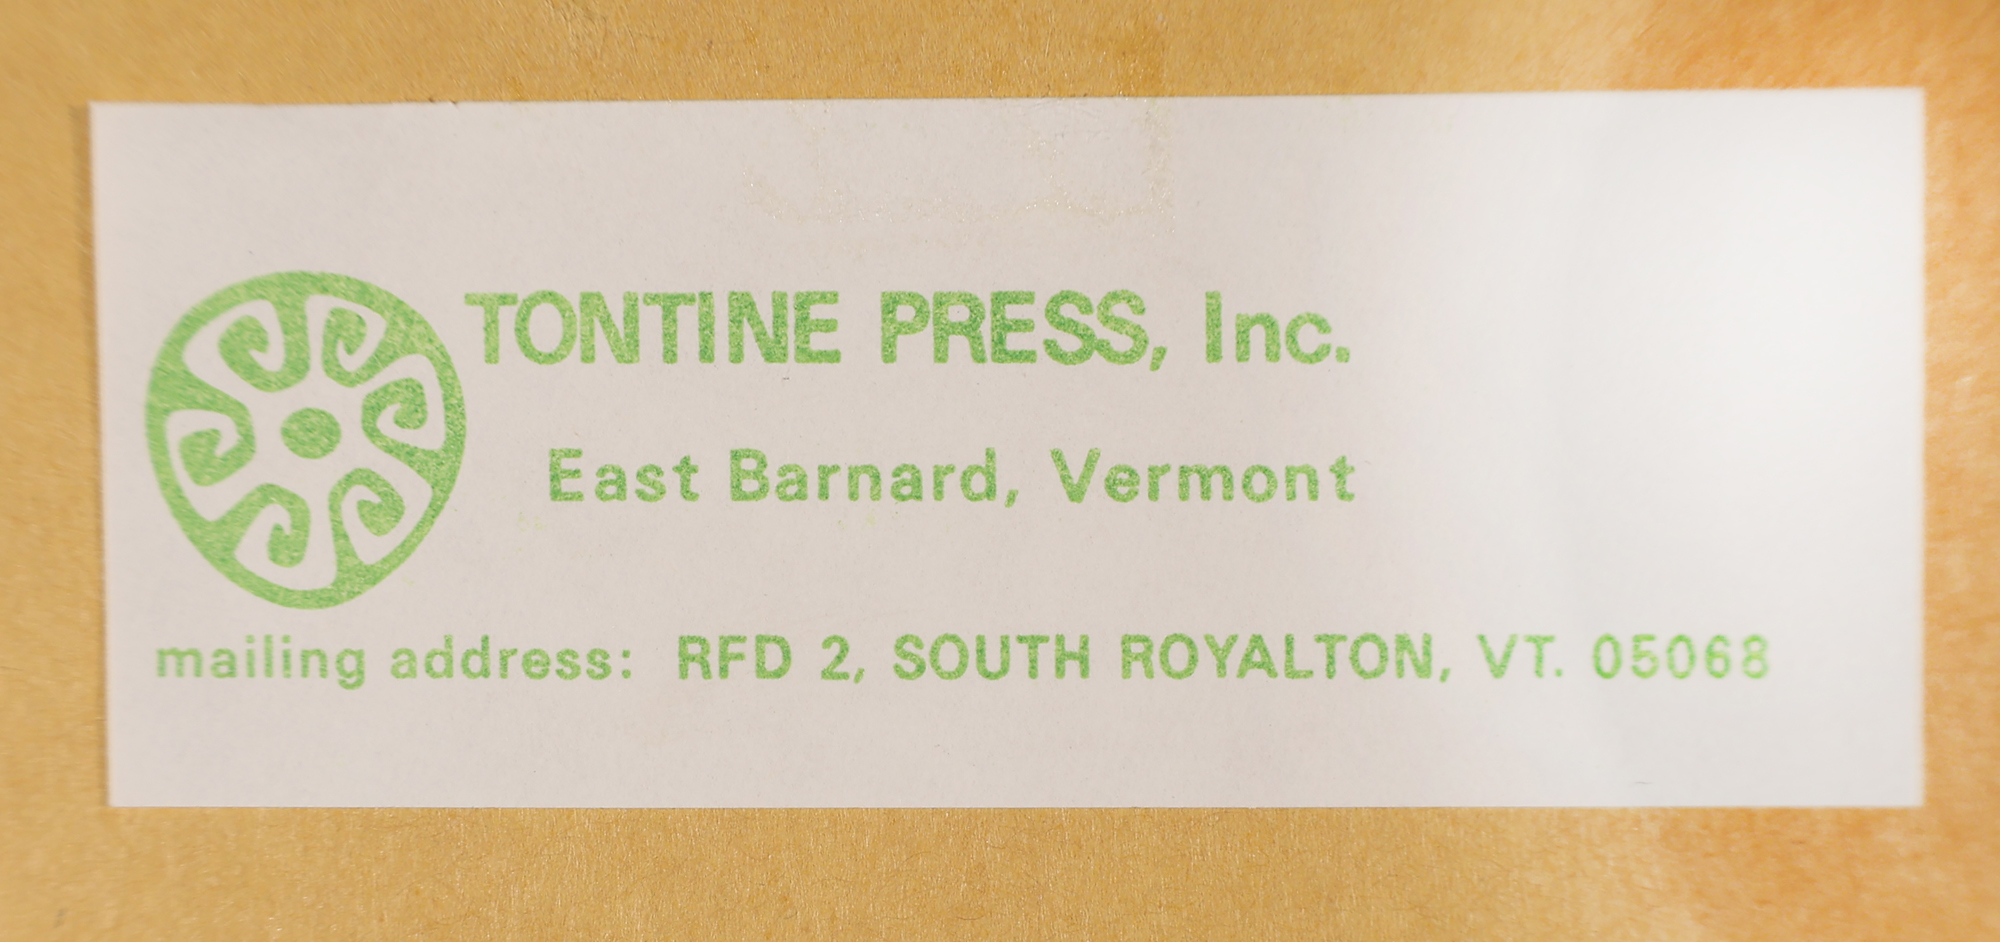 TONTINE PRESS, Inc.
East Barnard, Vermont
mailing address: RFD 2, SOUTH ROYALTON, VT. 05068